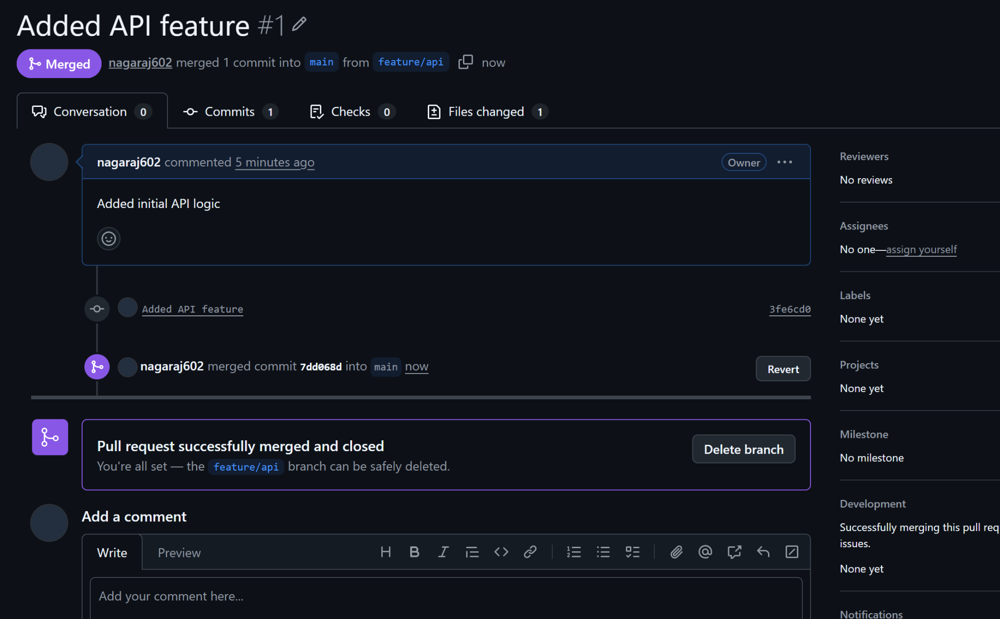 Added API feature #1
Merged nagaraj602 merged 1 commit into main from feature/api now
Conversation 0 Commits 1 Checks 0 Files changed 1
nagaraj602 commented 5 minutes ago Owner
Added initial API logic
Added API feature 3fe6cd0
nagaraj602 merged commit 7dd068d into main now Revert
Pull request successfully merged and closed
You're all set — the feature/api branch can be safely deleted.
Delete branch
Add a comment
Write Preview
Add your comment here...
Reviewers
No reviews
Assignees
No one—assign yourself
Labels
None yet
Projects
None yet
Milestone
No milestone
Development
Successfully merging this pull req
issues.
None yet
Notifications